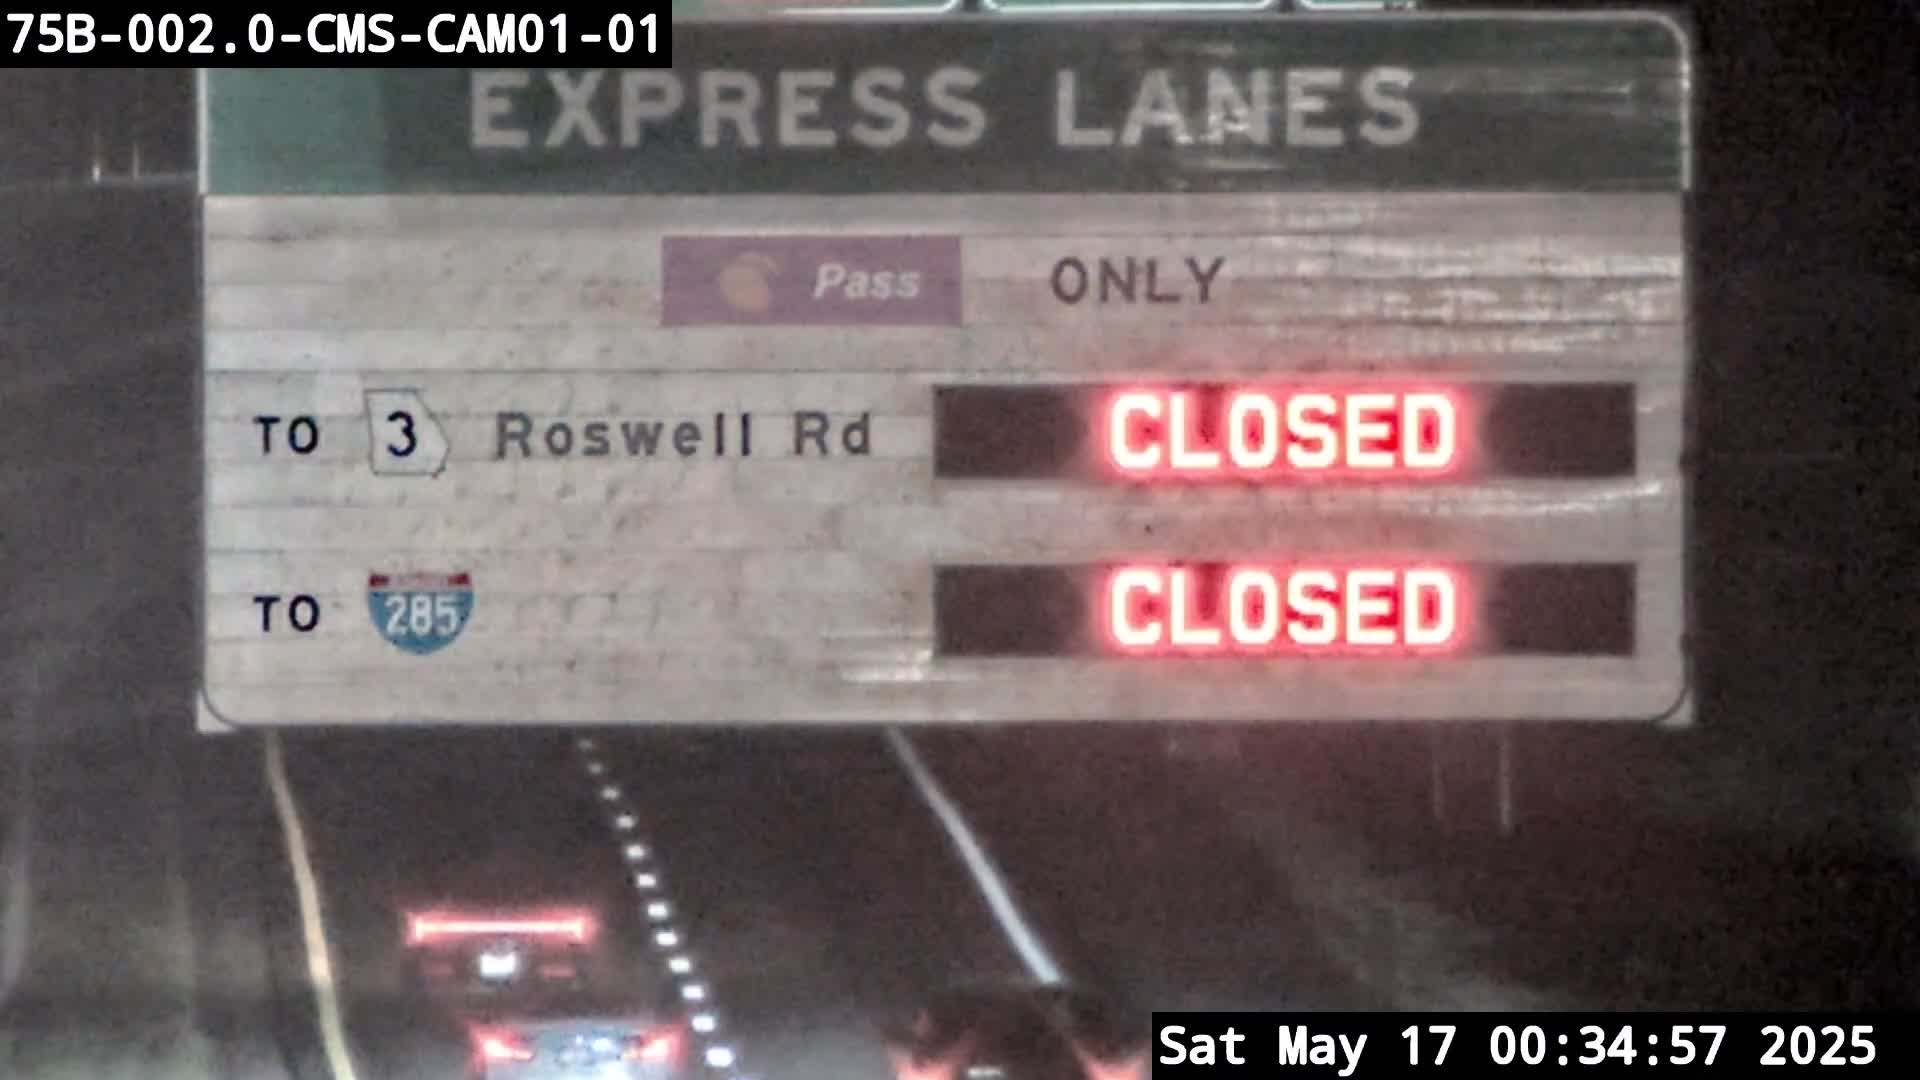 75B-002.0-CMS-CAM01-01
EXPRESS LANES
Pass ONLY
TO 3 Roswell Rd CLOSED
TO 285 CLOSED
Sat May 17 00:34:57 2025